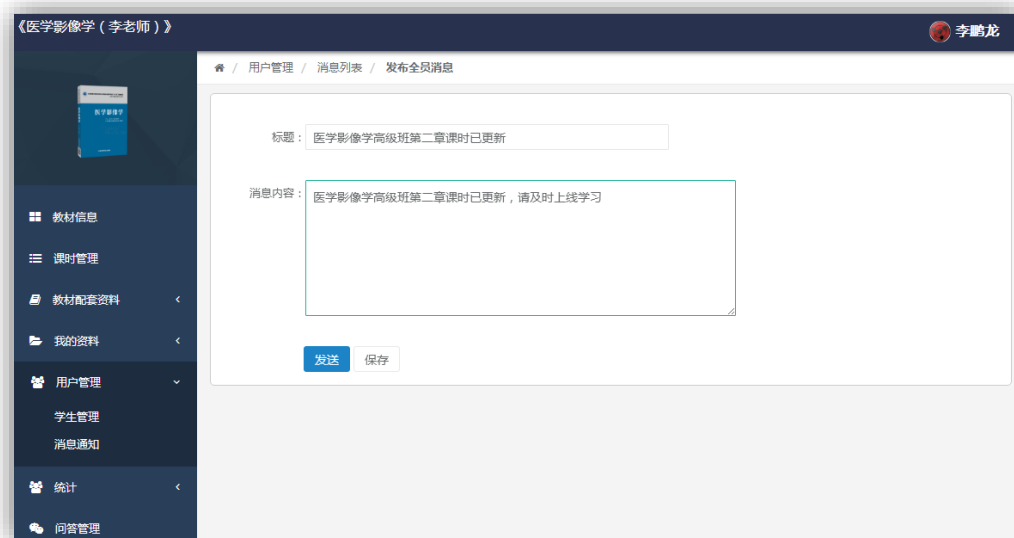 《医学影像学（李老师）》
李鹏龙
用户管理 / 消息列表 / 发布全员消息
医学影像学
标题：
医学影像学高级班第二章课时已更新
消息内容：
医学影像学高级班第二章课时已更新，请及时上线学习
发送
保存
教材信息
课时管理
教材配套资料
我的资料
用户管理
学生管理
消息通知
统计
问答管理